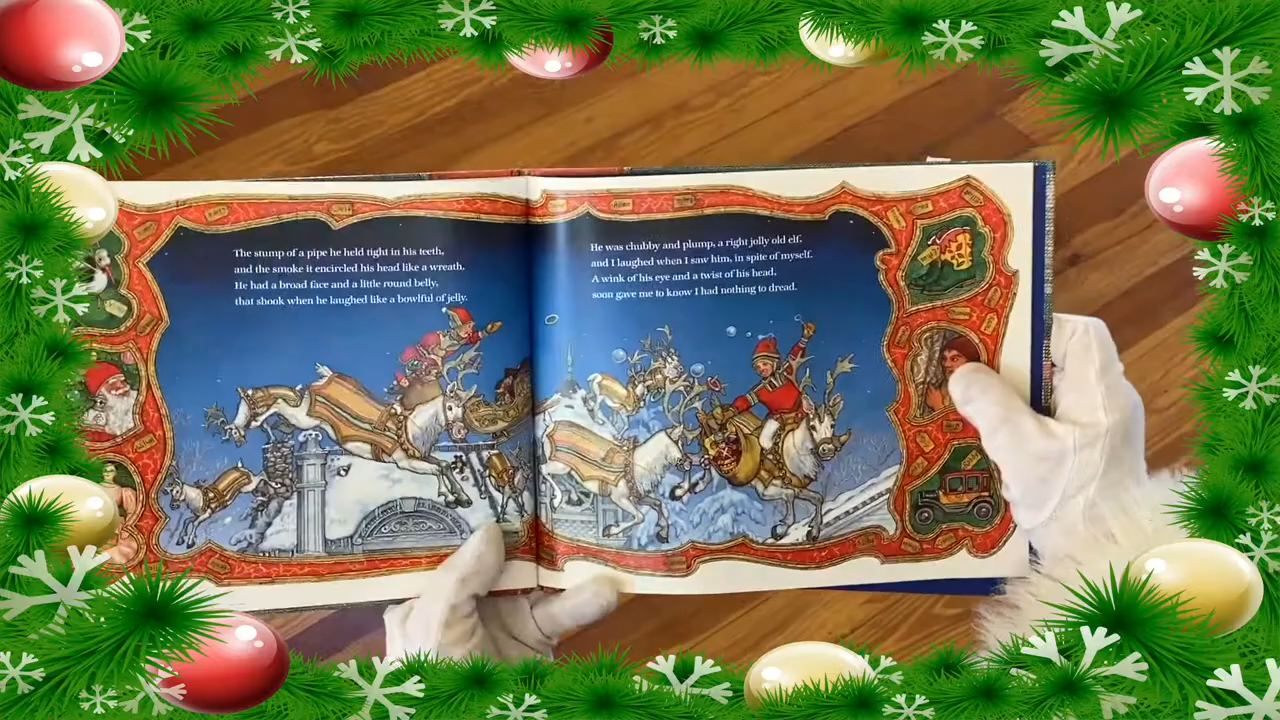 The stump of a pipe he held tight in his teeth,
and the smoke it encircled his head like a wreath.
He had a broad face and a little round belly,
that shook when he laughed like a bowlful of jelly.
He was chubby and plump, a right jolly old elf,
and I laughed when I saw him, in spite of myself.
A wink of his eye and a twist of his head,
soon gave me to know I had nothing to dread.